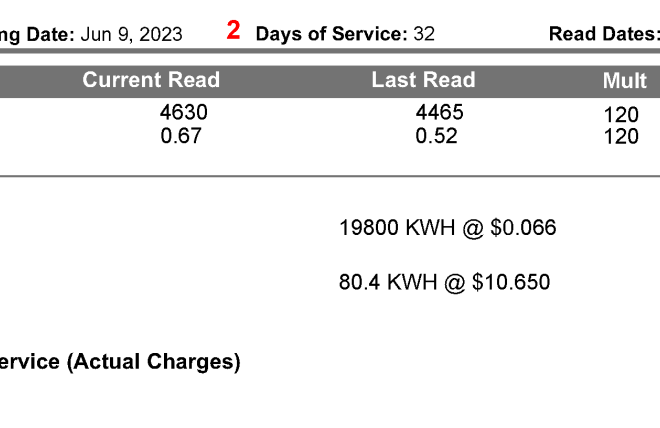 ng Date: Jun 9, 2023 2 Days of Service: 32 Read Dates:
Current Read Last Read Mult
4630 4465 120
0.67 0.52 120
19800 KWH @ $0.066
80.4 KWH @ $10.650
ervice (Actual Charges)